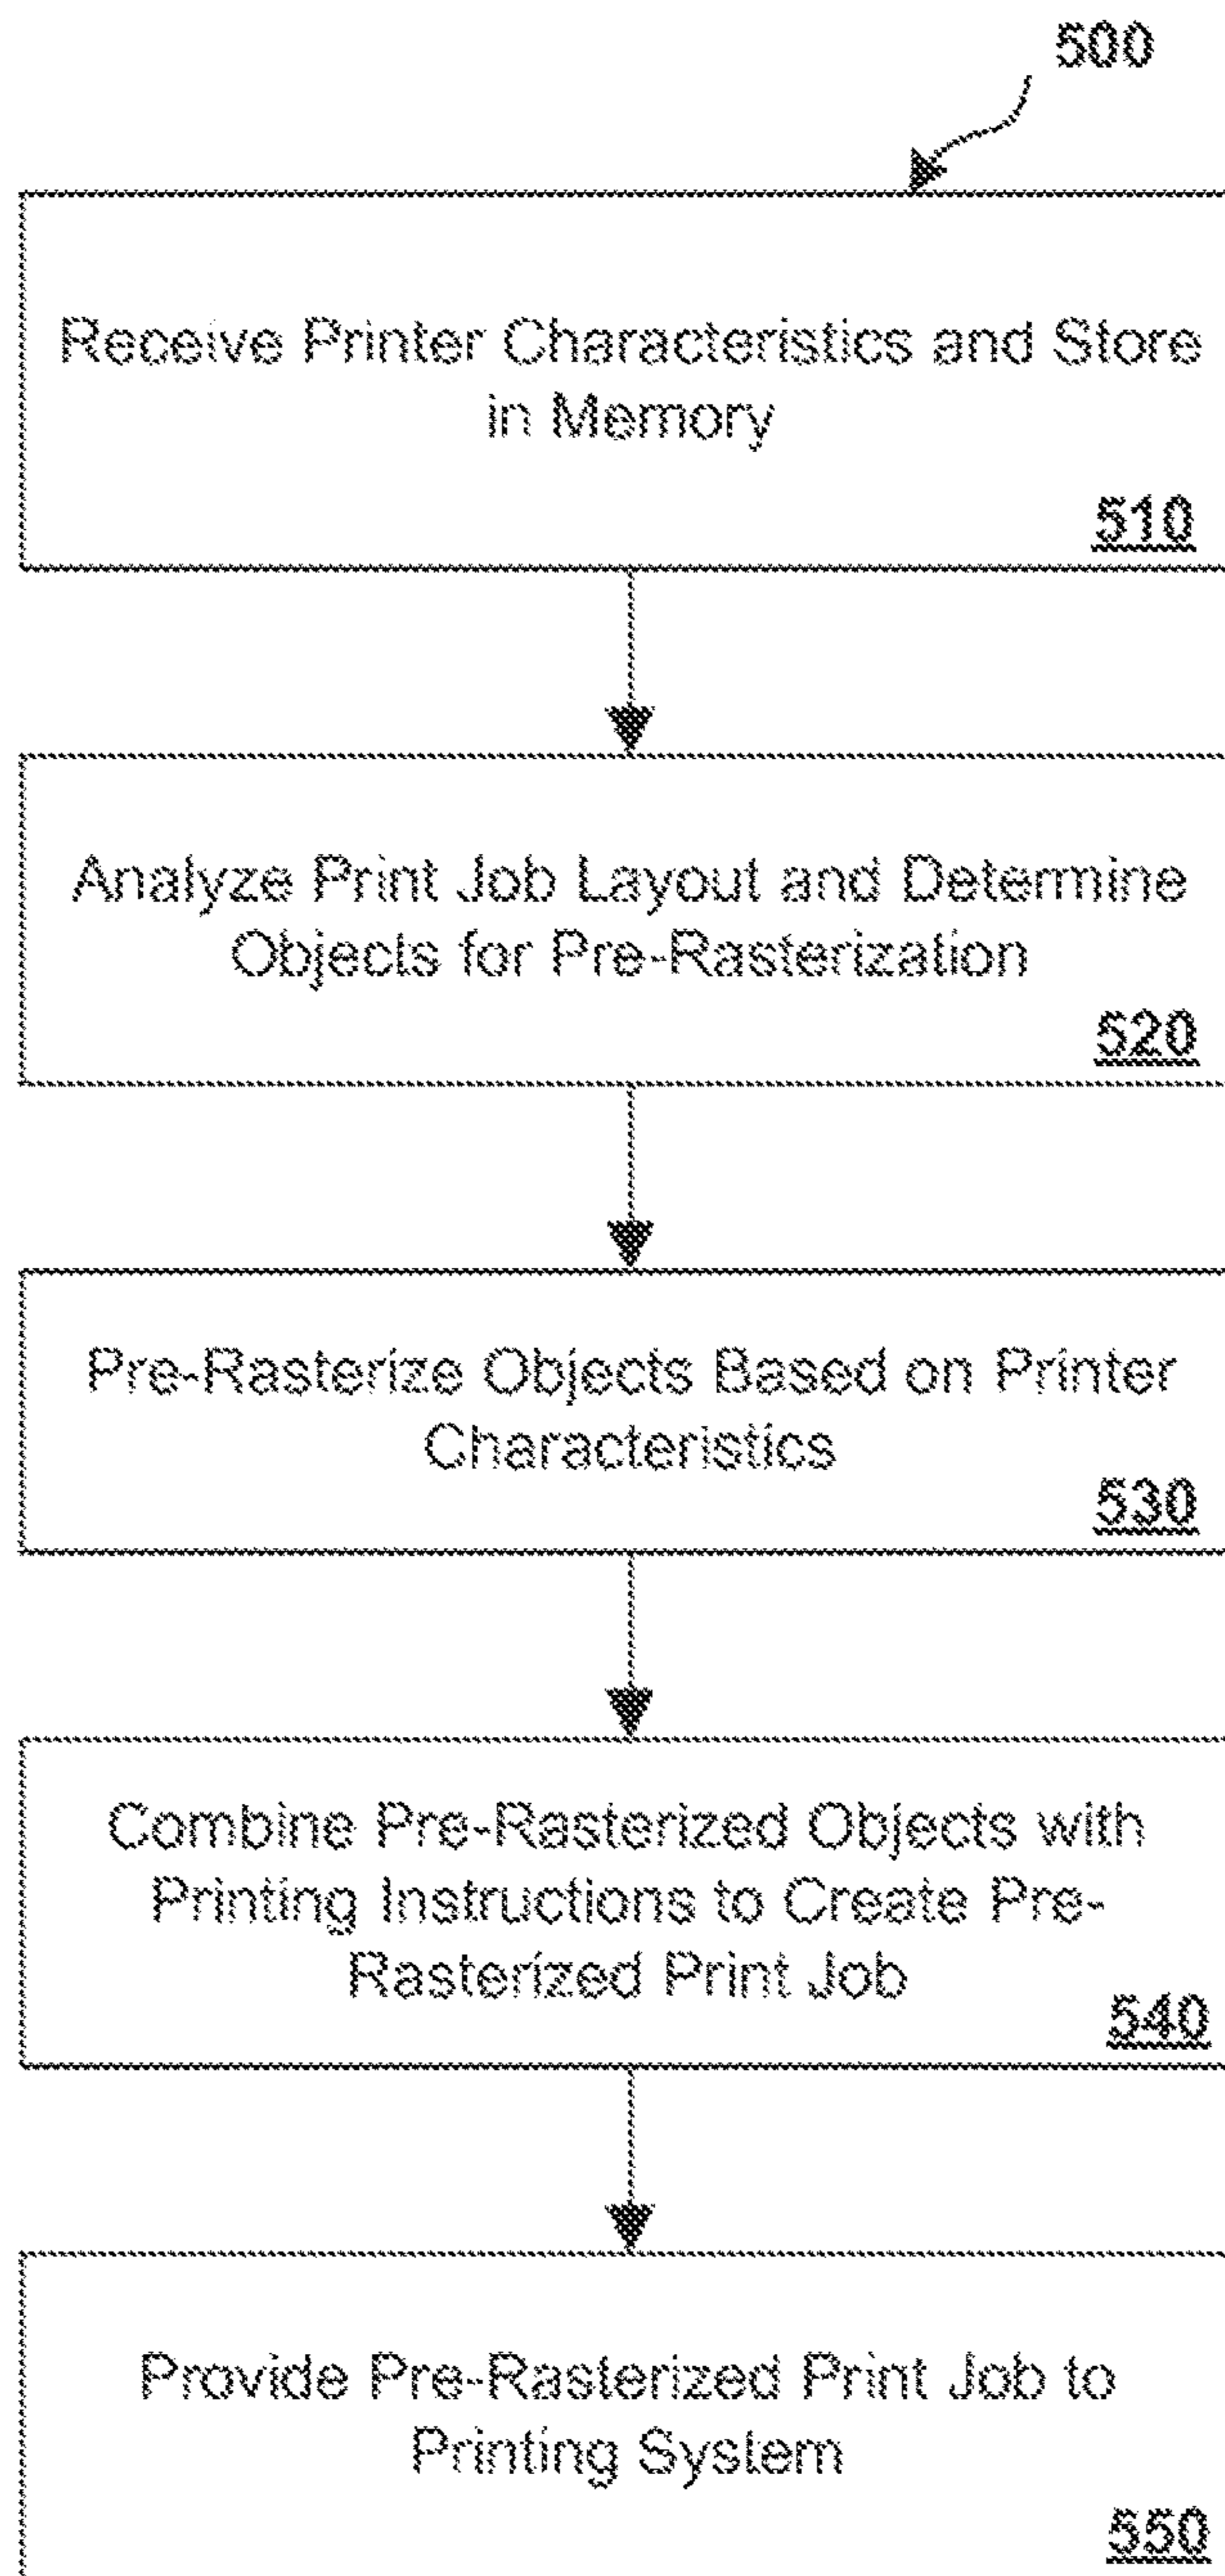 500
Receive Printer Characteristics and Store
in Memory
510
Analyze Print Job Layout and Determine
Objects for Pre-Rasterization
520
Pre-Rasterize Objects Based on Printer
Characteristics
530
Combine Pre-Rasterized Objects with
Printing Instructions to Create Pre-
Rasterized Print Job
540
Provide Pre-Rasterized Print Job to
Printing System
550